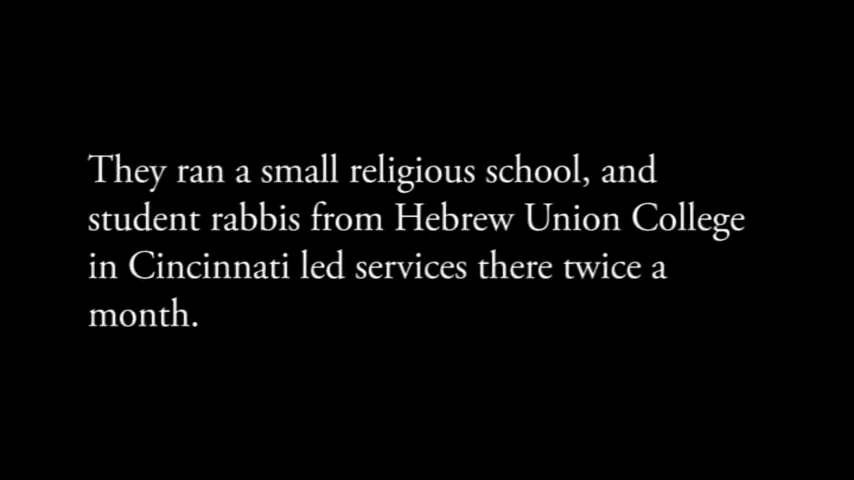 They ran a small religious school, and
student rabbis from Hebrew Union College
in Cincinnati led services there twice a
month.